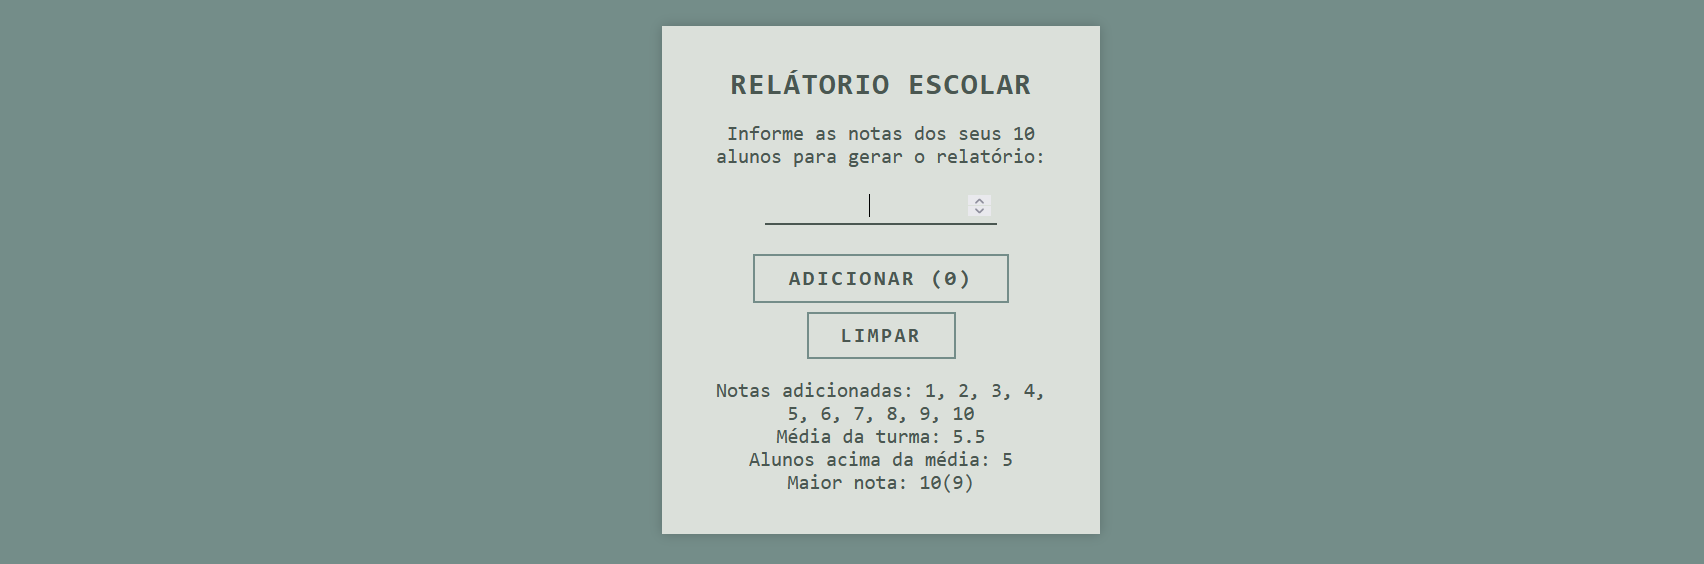 RELÁTORIO ESCOLAR
Informe as notas dos seus 10
alunos para gerar o relatório:
ADICIONAR (0)
LIMPAR
Notas adicionadas: 1, 2, 3, 4,
5, 6, 7, 8, 9, 10
Média da turma: 5.5
Alunos acima da média: 5
Maior nota: 10(9)